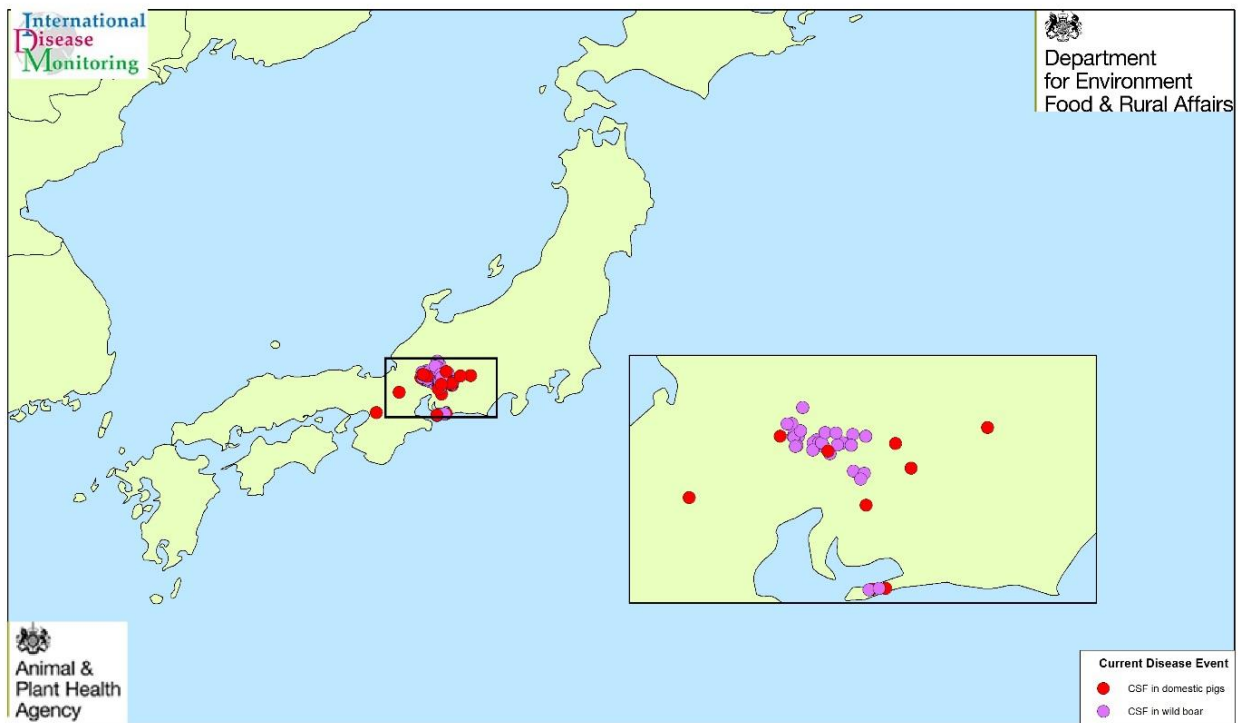 International
Disease
Monitoring
Department
for Environment
Food & Rural Affairs
Animal &
Plant Health
Agency
Current Disease Event
CSF in domestic pigs
CSF in wild boar